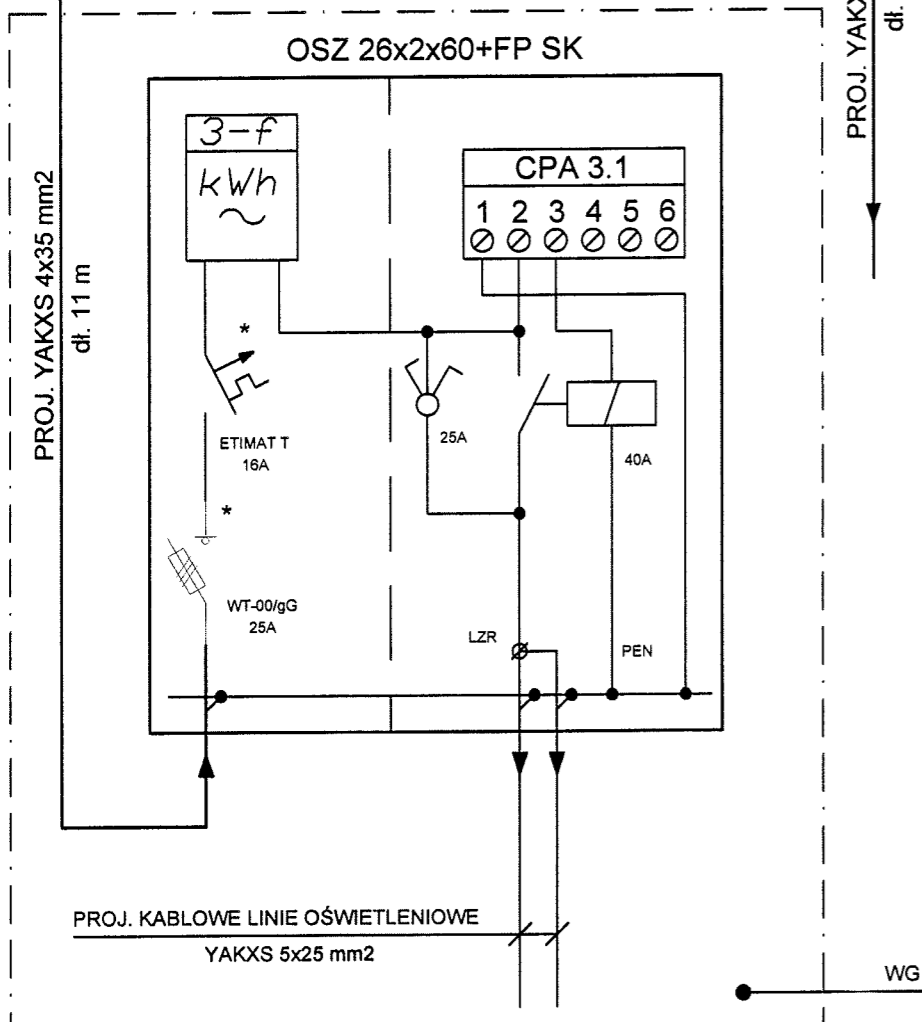 OSZ 26x2x60+FP SK
PROJ. YAKX
dł.
3-f
kWh
~
CPA 3.1
1 2 3 4 5 6
PROJ. YAKXS 4x35 mm2
dł. 11 m
*
ETIMAT T
16A
25A
40A
*
WT-00/gG
25A
LZR
PEN
PROJ. KABLOWE LINIE OŚWIETLENIOWE
YAKXS 5x25 mm2
WG